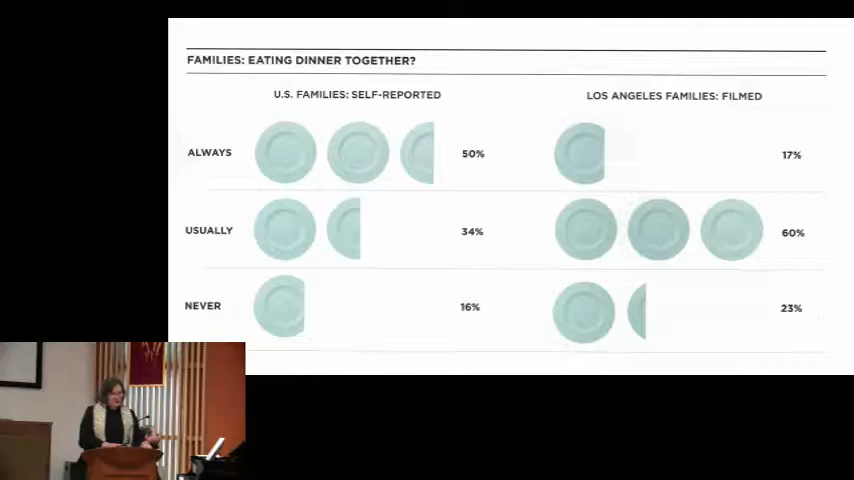 FAMILIES: EATING DINNER TOGETHER?
U.S. FAMILIES: SELF-REPORTED
LOS ANGELES FAMILIES: FILMED
ALWAYS 50% 17%
USUALLY 34% 60%
NEVER 16% 23%